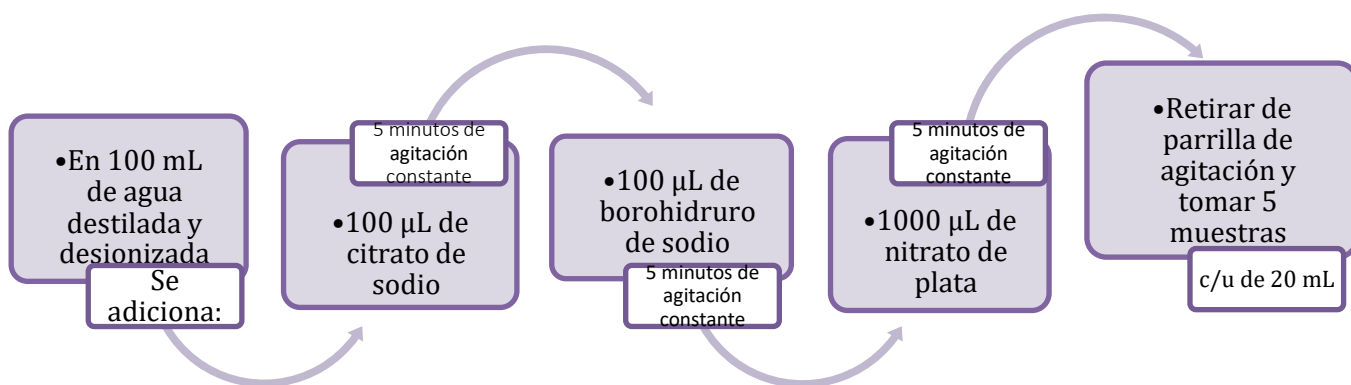 •En 100 mL
de agua
destilada y
desionizada
Se
adiciona:
5 minutos de
agitación
constante
•100 µL de
citrato de
sodio
•100 µL de
borohidruro
de sodio
5 minutos de
agitación
constante
5 minutos de
agitación
constante
•1000 µL de
nitrato de
plata
•Retirar de
parrilla de
agitación y
tomar 5
muestras
c/u de 20 mL